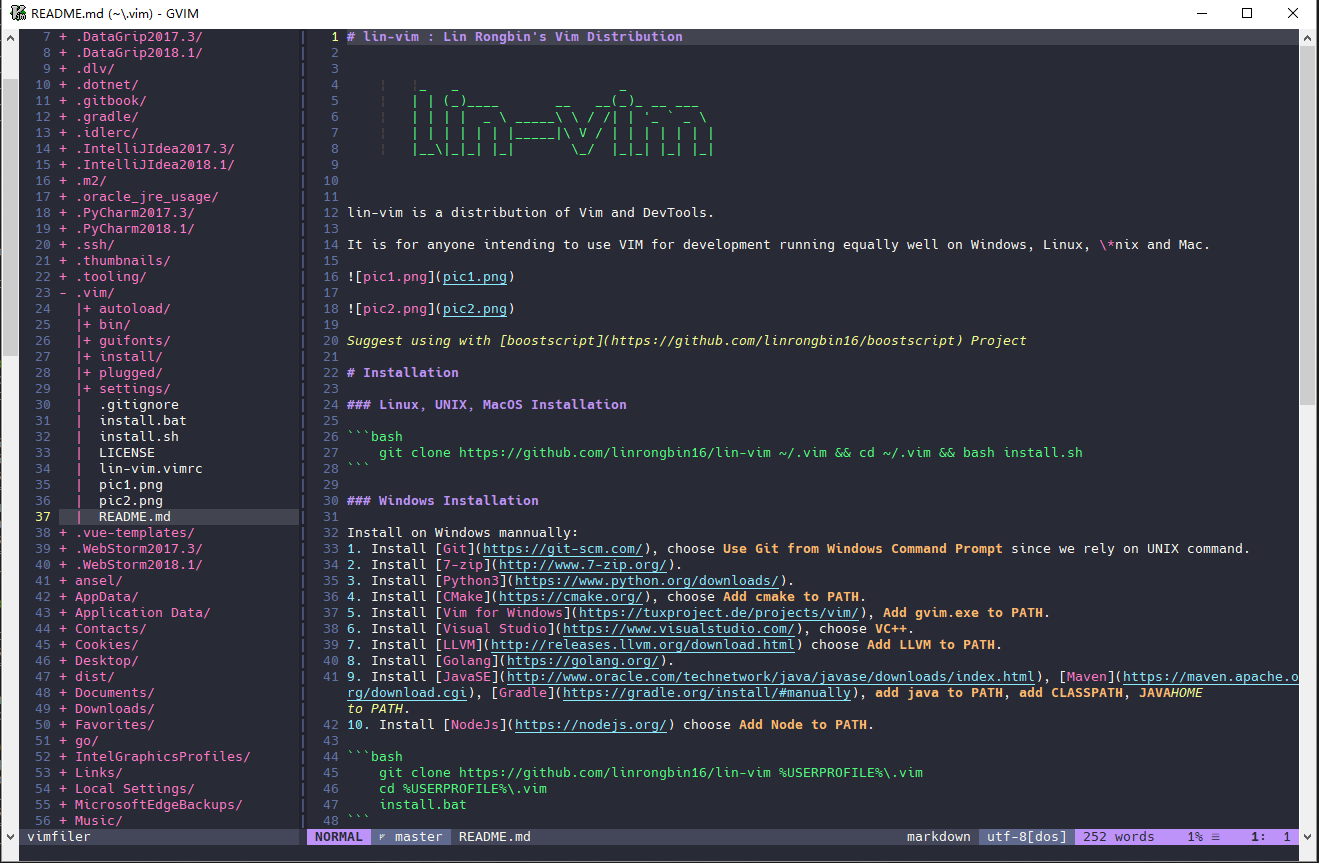 README.md (~\.vim) - GVIM
7 + .DataGrip2017.3/
8 + .DataGrip2018.1/
9 + .dlv/
10 + .dotnet/
11 + .gitbook/
12 + .gradle/
13 + .idlerc/
14 + .IntelliJIdea2017.3/
15 + .IntelliJIdea2018.1/
16 + .m2/
17 + .oracle_jre_usage/
18 + .PyCharm2017.3/
19 + .PyCharm2018.1/
20 + .ssh/
21 + .thumbnails/
22 + .tooling/
23 - .vim/
24 |+ autoload/
25 |+ bin/
26 |+ guifonts/
27 |+ install/
28 |+ plugged/
29 |+ settings/
30 | .gitignore
31 | install.bat
32 | install.sh
33 | LICENSE
34 | lin-vim.vimrc
35 | pic1.png
36 | pic2.png
37 | README.md
38 + .vue-templates/
39 + .WebStorm2017.3/
40 + .WebStorm2018.1/
41 + ansel/
42 + AppData/
43 + Application Data/
44 + Contacts/
45 + Cookies/
46 + Desktop/
47 + dist/
48 + Documents/
49 + Downloads/
50 + Favorites/
51 + go/
52 + IntelGraphicsProfiles/
53 + Links/
54 + Local Settings/
55 + MicrosoftEdgeBackups/
56 + Music/
vimfiler
1 # lin-vim : Lin Rongbin's Vim Distribution
2
3
4         _   _                    _
5        | | (_)____       __   __(_)_ __ ___
6        | | | |  _ \ _____\ \ / /| | '_ ` _ \
7        | | | | | | |_____|\ V / | | | | | | |
8        |__\|_|_| |_|       \_/  |_|_| |_| |_|
9
10
11
12 lin-vim is a distribution of Vim and DevTools.
13
14 It is for anyone intending to use VIM for development running equally well on Windows, Linux, \*nix and Mac.
15
16 ![pic1.png](pic1.png)
17
18 ![pic2.png](pic2.png)
19
20 Suggest using with [boostscript](https://github.com/linrongbin16/boostscript) Project
21
22 # Installation
23
24 ### Linux, UNIX, MacOS Installation
25
26 ```bash
27     git clone https://github.com/linrongbin16/lin-vim ~/.vim && cd ~/.vim && bash install.sh
28 ```
29
30 ### Windows Installation
31
32 Install on Windows mannually:
33 1. Install [Git](https://git-scm.com/), choose Use Git from Windows Command Prompt since we rely on UNIX command.
34 2. Install [7-zip](http://www.7-zip.org/).
35 3. Install [Python3](https://www.python.org/downloads/).
36 4. Install [CMake](https://cmake.org/), choose Add cmake to PATH.
37 5. Install [Vim for Windows](https://tuxproject.de/projects/vim/), Add gvim.exe to PATH.
38 6. Install [Visual Studio](https://www.visualstudio.com/), choose VC++.
39 7. Install [LLVM](http://releases.llvm.org/download.html) choose Add LLVM to PATH.
40 8. Install [Golang](https://golang.org/).
41 9. Install [JavaSE](http://www.oracle.com/technetwork/java/javase/downloads/index.html), [Maven](https://maven.apache.o
rg/download.cgi), [Gradle](https://gradle.org/install/#manually), add java to PATH, add CLASSPATH, JAVAHOME
to PATH.
42 10. Install [NodeJs](https://nodejs.org/) choose Add Node to PATH.
43
44 ```bash
45     git clone https://github.com/linrongbin16/lin-vim %USERPROFILE%\.vim
46     cd %USERPROFILE%\.vim
47     install.bat
48 ```
NORMAL master README.md markdown utf-8[dos] 252 words 1% ≡ 1: 1